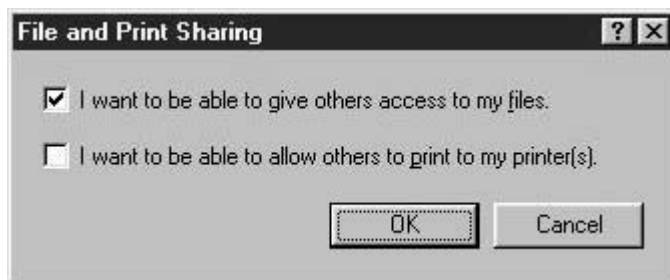 File and Print Sharing
I want to be able to give others access to my files.
I want to be able to allow others to print to my printer(s).
OK Cancel